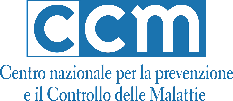 ccm
Centro nazionale per la prevenzione
e il Controllo delle Malattie